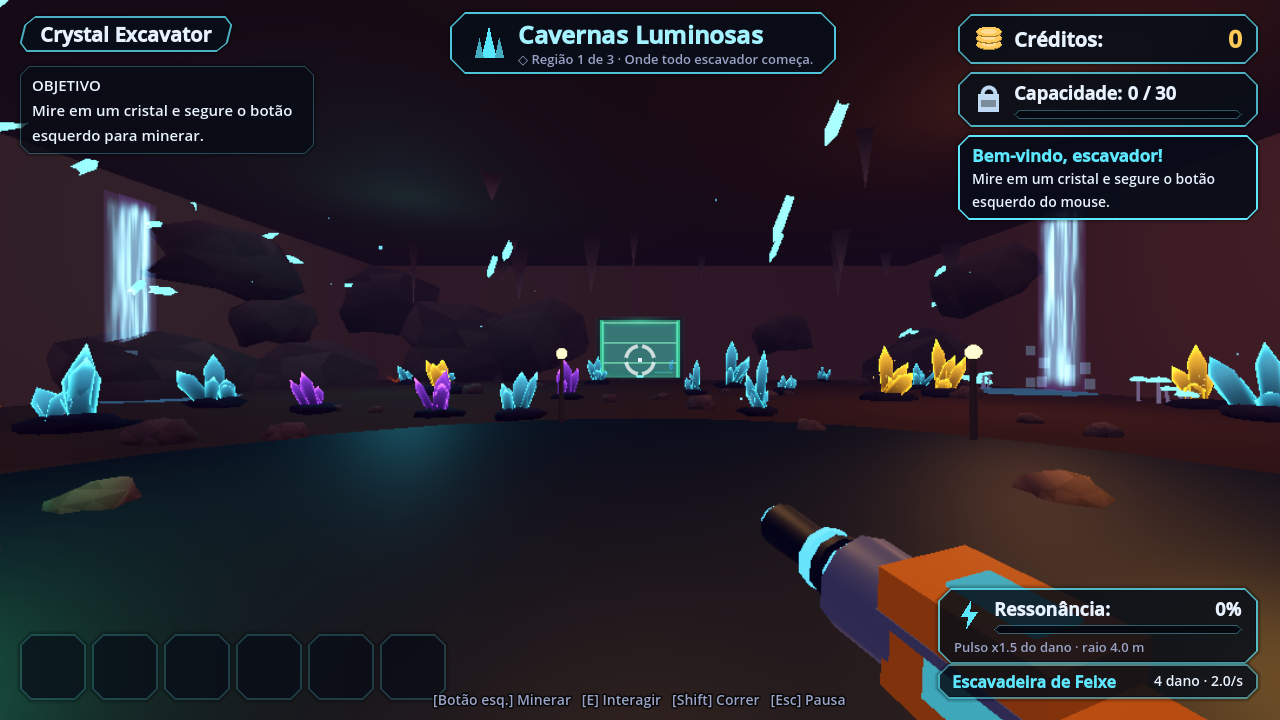 Crystal Excavator
OBJETIVO
Mire em um cristal e segure o botão
esquerdo para minerar.
Cavernas Luminosas
◇ Região 1 de 3 · Onde todo escavador começa.
Créditos: 0
Capacidade: 0 / 30
Bem-vindo, escavador!
Mire em um cristal e segure o botão
esquerdo do mouse.
Ressonância: 0%
Pulso x1.5 do dano · raio 4.0 m
Escavadeira de Feixe 4 dano · 2.0/s
[Botão esq.] Minerar [E] Interagir [Shift] Correr [Esc] Pausa